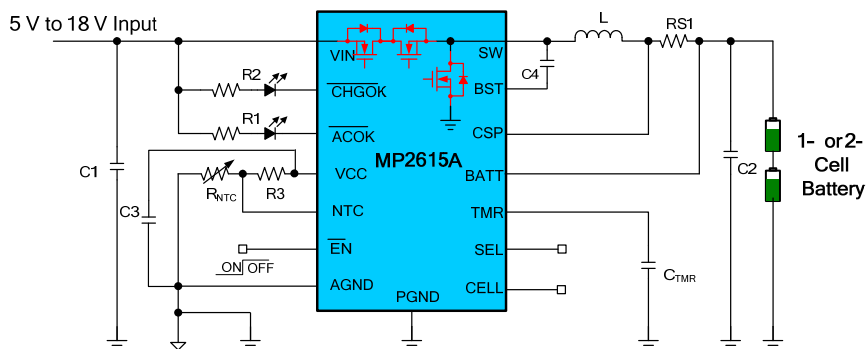 5 V to 18 V Input
L
RS1
VIN
SW
R2
C4
CHGOK
BST
R1
ACOK
CSP
1- or 2-
Cell
Battery
MP2615A
C1
RNTC
R3
VCC
BATT
C2
C3
NTC
TMR
EN
SEL
ON OFF
CTMR
AGND
CELL
PGND